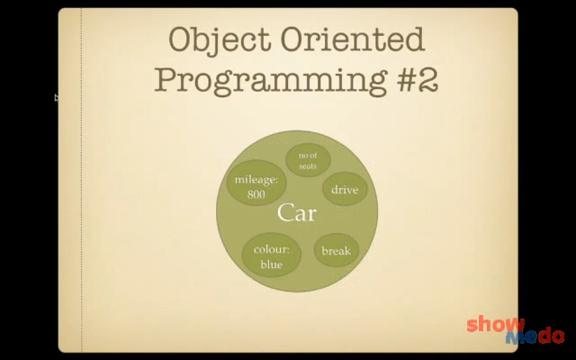 Object Oriented
Programming #2
no of
seats
mileage:
800
drive
Car
colour:
blue
break
show
medo